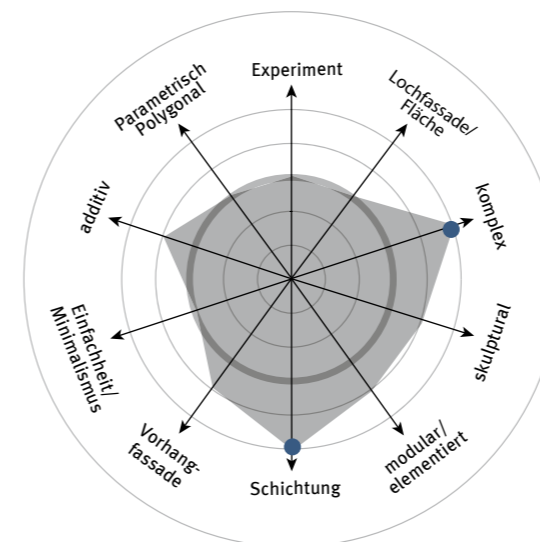 Experiment
Lochfassade/
Fläche
komplex
skulptural
modular/
elementiert
Schichtung
Vorhang-
fassade
Einfachheit/
Minimalismus
additiv
Parametrisch
Polygonal